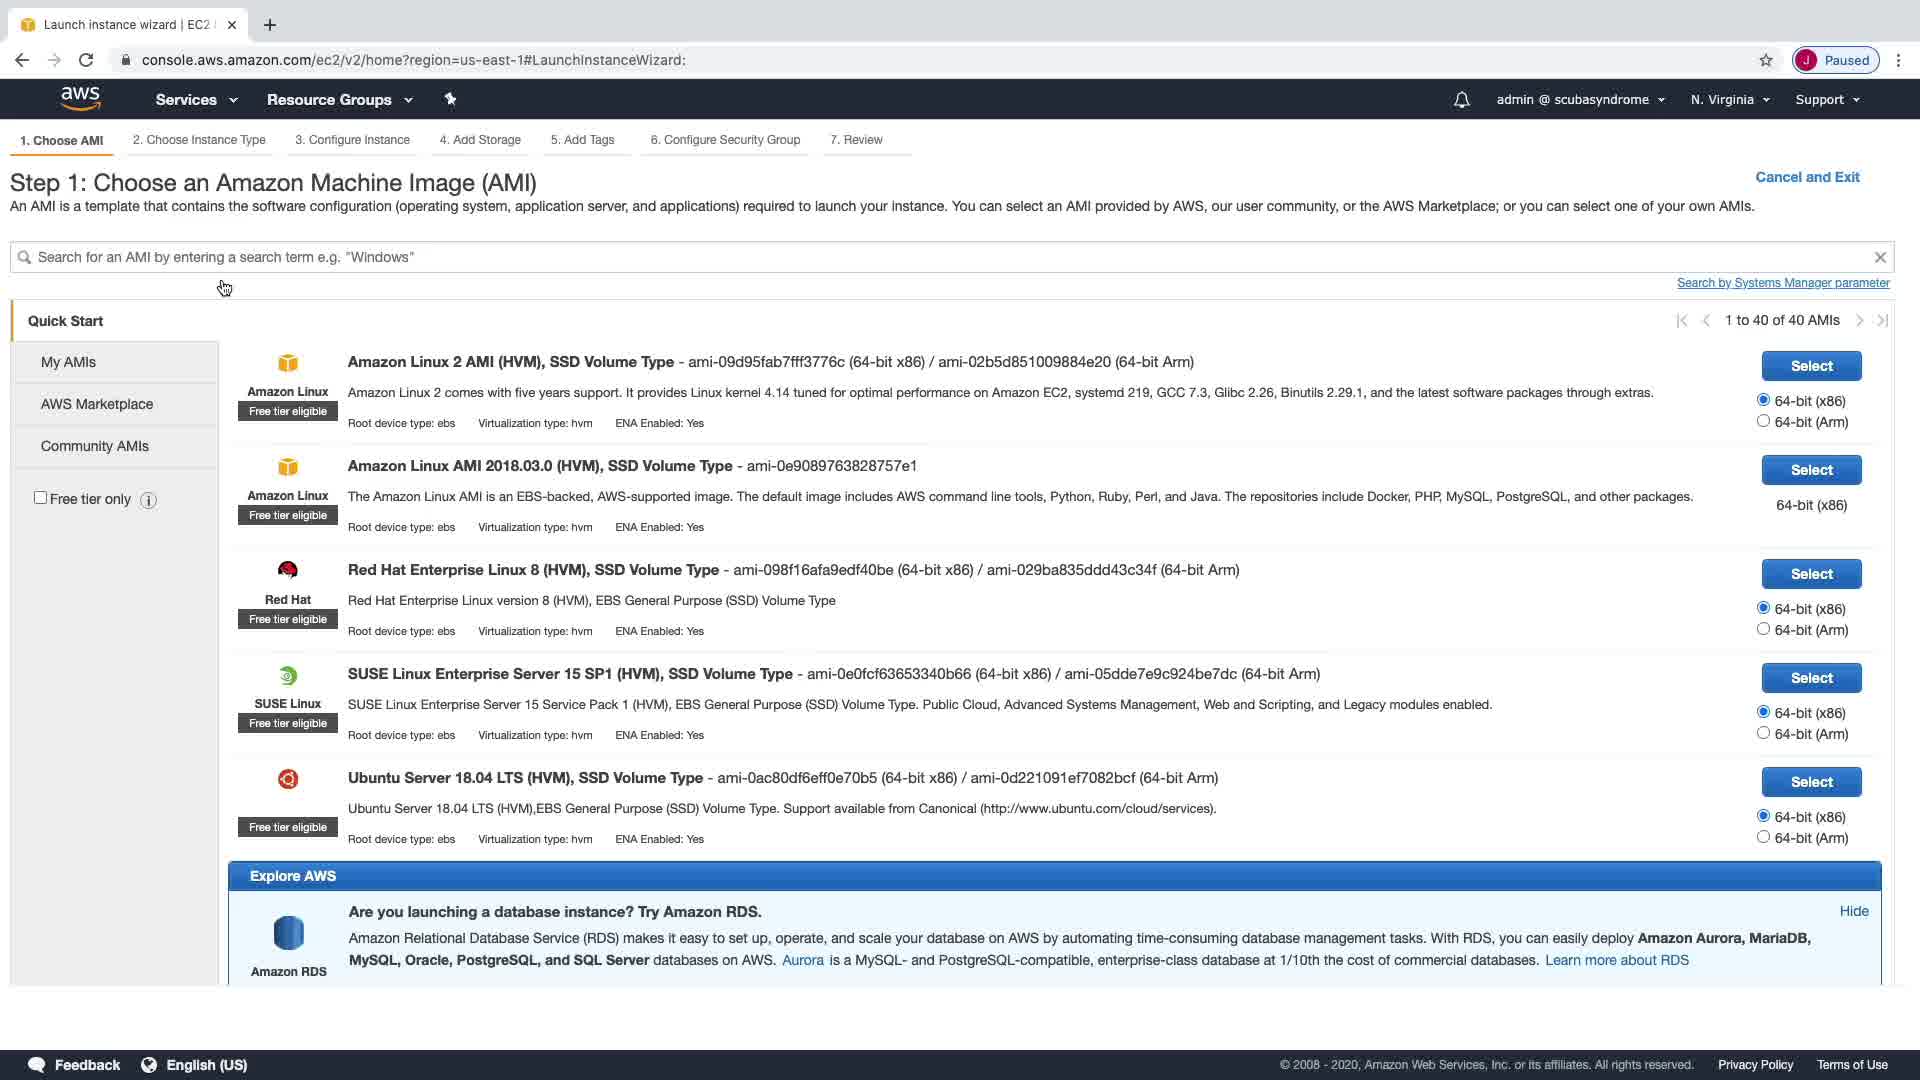 Launch instance wizard | EC2
console.aws.amazon.com/ec2/v2/home?region=us-east-1#LaunchInstanceWizard:
J Paused
aws Services Resource Groups admin @ scubasyndrome N. Virginia Support
1. Choose AMI 2. Choose Instance Type 3. Configure Instance 4. Add Storage 5. Add Tags 6. Configure Security Group 7. Review
Step 1: Choose an Amazon Machine Image (AMI)
Cancel and Exit
An AMI is a template that contains the software configuration (operating system, application server, and applications) required to launch your instance. You can select an AMI provided by AWS, our user community, or the AWS Marketplace; or you can select one of your own AMIs.
Search for an AMI by entering a search term e.g. "Windows"
Search by Systems Manager parameter
Quick Start
1 to 40 of 40 AMIs
My AMIs
AWS Marketplace
Community AMIs
Free tier only
Amazon Linux
Free tier eligible
Amazon Linux 2 AMI (HVM), SSD Volume Type - ami-09d95fab7fff3776c (64-bit x86) / ami-02b5d851009884e20 (64-bit Arm)
Amazon Linux 2 comes with five years support. It provides Linux kernel 4.14 tuned for optimal performance on Amazon EC2, systemd 219, GCC 7.3, Glibc 2.26, Binutils 2.29.1, and the latest software packages through extras.
Root device type: ebs Virtualization type: hvm ENA Enabled: Yes
Select
64-bit (x86)
64-bit (Arm)
Amazon Linux
Free tier eligible
Amazon Linux AMI 2018.03.0 (HVM), SSD Volume Type - ami-0e9089763828757e1
The Amazon Linux AMI is an EBS-backed, AWS-supported image. The default image includes AWS command line tools, Python, Ruby, Perl, and Java. The repositories include Docker, PHP, MySQL, PostgreSQL, and other packages.
Root device type: ebs Virtualization type: hvm ENA Enabled: Yes
Select
64-bit (x86)
Red Hat
Free tier eligible
Red Hat Enterprise Linux 8 (HVM), SSD Volume Type - ami-098f16afa9edf40be (64-bit x86) / ami-029ba835ddd43c34f (64-bit Arm)
Red Hat Enterprise Linux version 8 (HVM), EBS General Purpose (SSD) Volume Type
Root device type: ebs Virtualization type: hvm ENA Enabled: Yes
Select
64-bit (x86)
64-bit (Arm)
SUSE Linux
Free tier eligible
SUSE Linux Enterprise Server 15 SP1 (HVM), SSD Volume Type - ami-0e0fcf63653340b66 (64-bit x86) / ami-05dde7e9c924be7dc (64-bit Arm)
SUSE Linux Enterprise Server 15 Service Pack 1 (HVM), EBS General Purpose (SSD) Volume Type. Public Cloud, Advanced Systems Management, Web and Scripting, and Legacy modules enabled.
Root device type: ebs Virtualization type: hvm ENA Enabled: Yes
Select
64-bit (x86)
64-bit (Arm)
Free tier eligible
Ubuntu Server 18.04 LTS (HVM), SSD Volume Type - ami-0ac80df6eff0e70b5 (64-bit x86) / ami-0d221091ef7082bcf (64-bit Arm)
Ubuntu Server 18.04 LTS (HVM),EBS General Purpose (SSD) Volume Type. Support available from Canonical (http://www.ubuntu.com/cloud/services).
Root device type: ebs Virtualization type: hvm ENA Enabled: Yes
Select
64-bit (x86)
64-bit (Arm)
Explore AWS
Amazon RDS
Are you launching a database instance? Try Amazon RDS.
Hide
Amazon Relational Database Service (RDS) makes it easy to set up, operate, and scale your database on AWS by automating time-consuming database management tasks. With RDS, you can easily deploy Amazon Aurora, MariaDB,
MySQL, Oracle, PostgreSQL, and SQL Server databases on AWS. Aurora is a MySQL- and PostgreSQL-compatible, enterprise-class database at 1/10th the cost of commercial databases. Learn more about RDS
Feedback English (US) © 2008 - 2020, Amazon Web Services, Inc. or its affiliates. All rights reserved. Privacy Policy Terms of Use